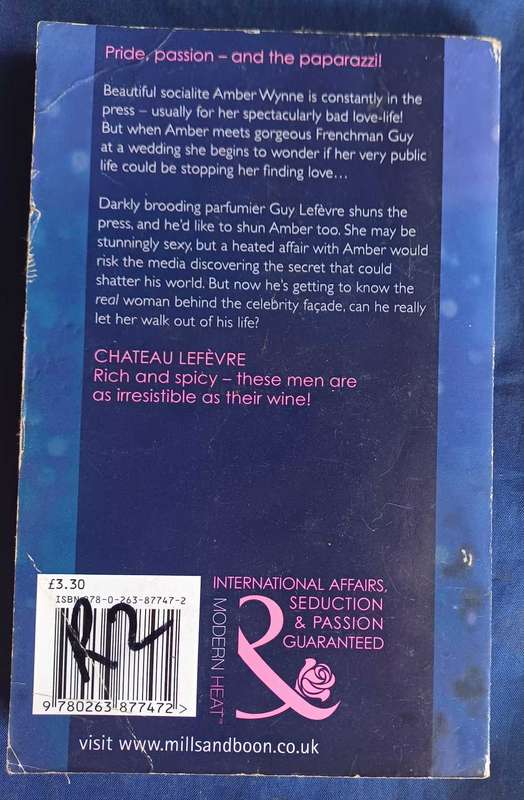 Pride, passion – and the paparazzi!
Beautiful socialite Amber Wynne is constantly in the
press – usually for her spectacularly bad love-life!
But when Amber meets gorgeous Frenchman Guy
at a wedding she begins to wonder if her very public
life could be stopping her finding love…
Darkly brooding parfumier Guy Lefèvre shuns the
press, and he'd like to shun Amber too. She may be
stunningly sexy, but a heated affair with Amber would
risk the media discovering the secret that could
shatter his world. But now he's getting to know the
real woman behind the celebrity façade, can he really
let her walk out of his life?
CHATEAU LEFÈVRE
Rich and spicy – these men are
as irresistible as their wine!
£3.30
ISBN 978-0-263-87747-2
R2
9 780263 877472 >
INTERNATIONAL AFFAIRS,
SEDUCTION
& PASSION
GUARANTEED
MODERN HEAT™
visit www.millsandboon.co.uk